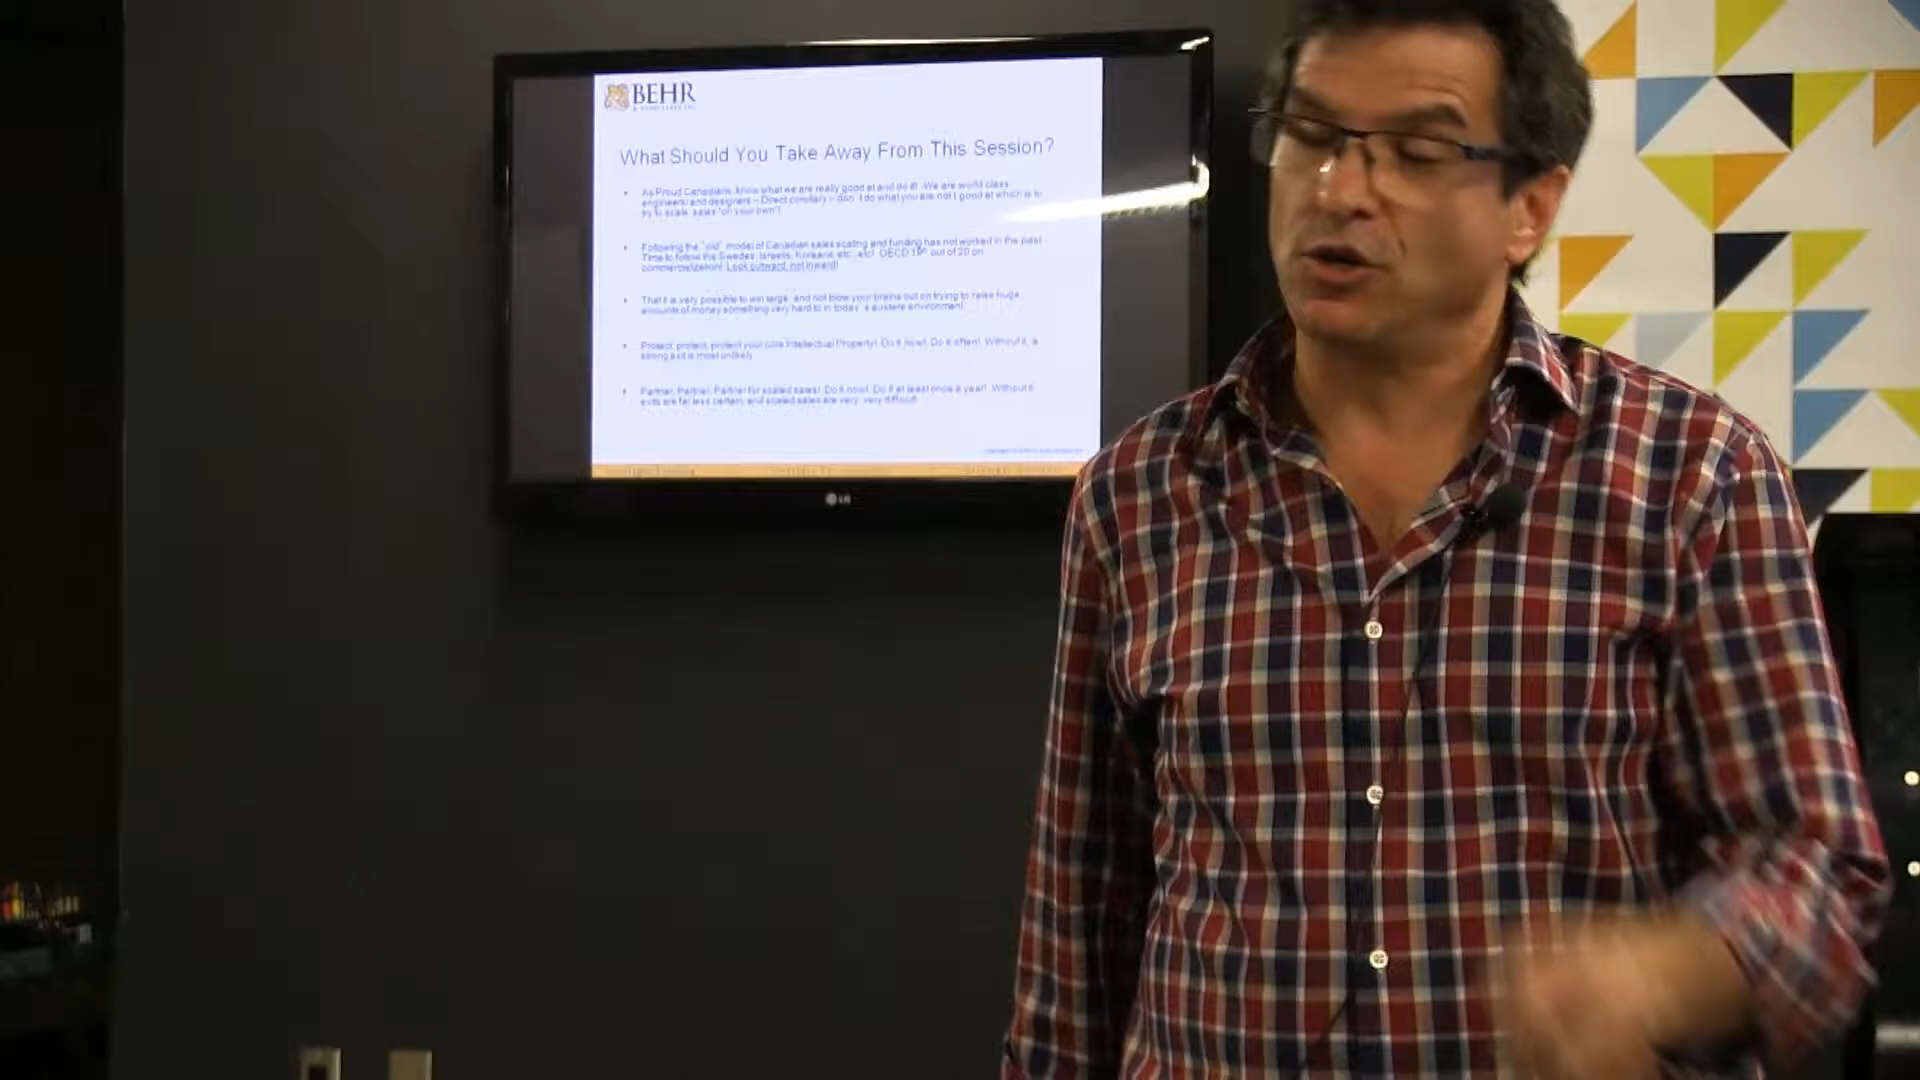 BEHR
& ASSOCIATES INC.
What Should You Take Away From This Session?
• As Proud Canadians, know what we are really good at and do it! We are world class
engineers and designers – Direct corollary – don't do what you are not good at which is to
try to scale sales "on your own"!
• Following the "old" model of Canadian sales scaling and funding has not worked in the past
Time to follow the Swedes, Israelis, Koreans, etc., etc! OECD 19th out of 20 on
commercialization! Look outward, not inward!
• That it is very possible to win large and not blow your brains out on trying to raise huge
amounts of money something very hard to in today's austere environment
• Protect, protect, protect your core Intellectual Property! Do it now! Do it often! Without it, a
strong exit is most unlikely
• Partner, Partner, Partner for scaled sales! Do it now! Do it at least once a year! Without it
exits are far less certain, and scaled sales are very, very difficult
LG